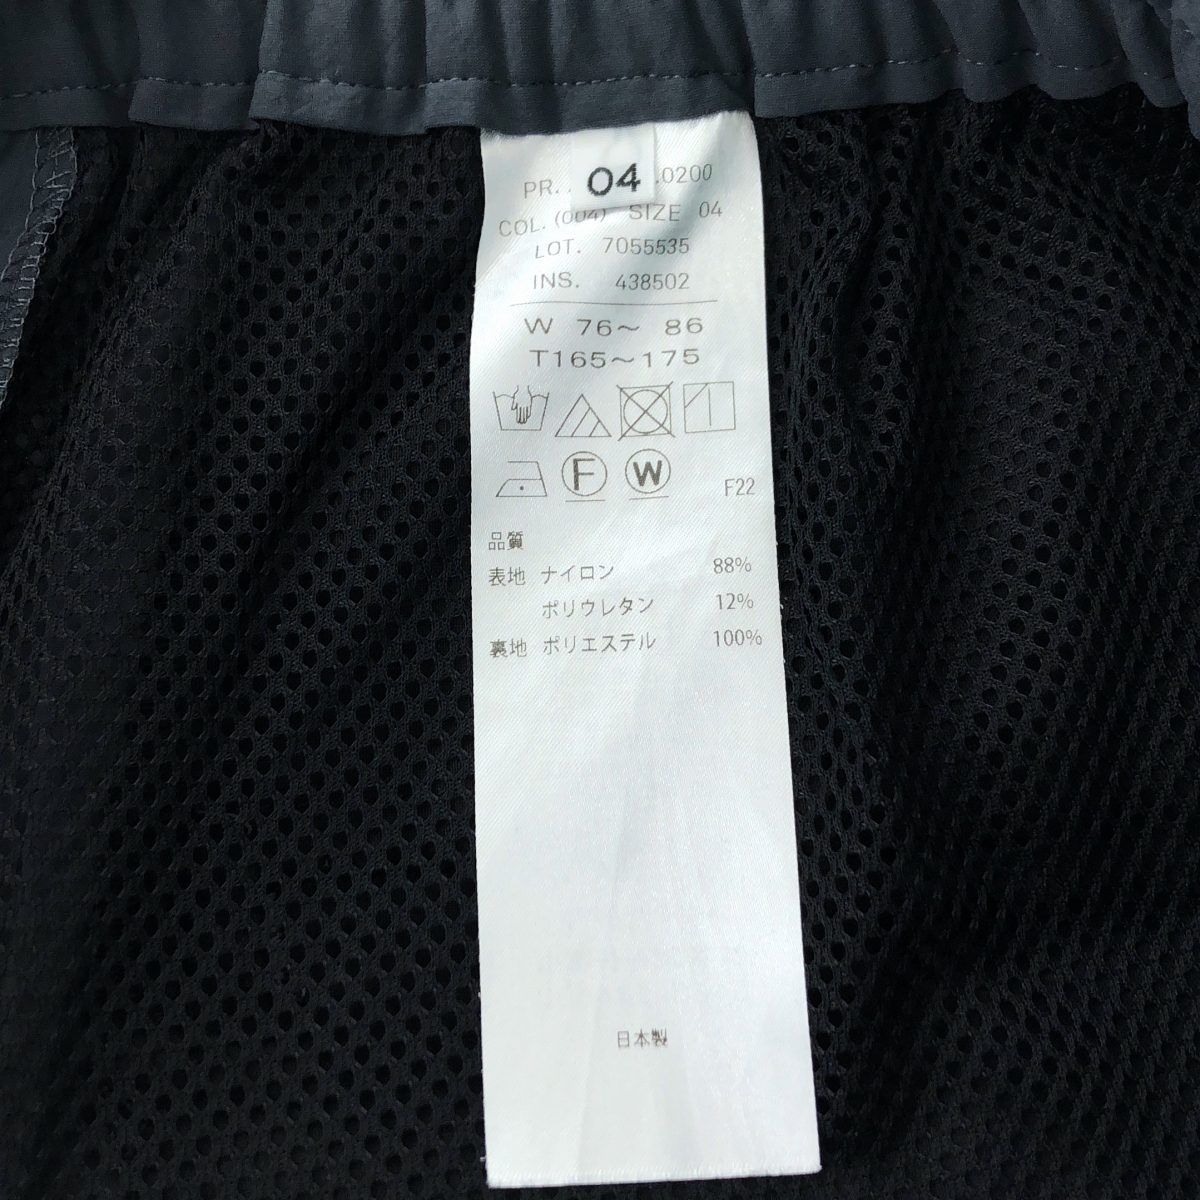 04
PR. .0200
COL. (004) SIZE 04
LOT. 7055535
INS. 438502
W 76～ 86
T165～175
F W F22
品質
表地 ナイロン 88%
ポリウレタン 12%
裏地 ポリエステル 100%
日本製